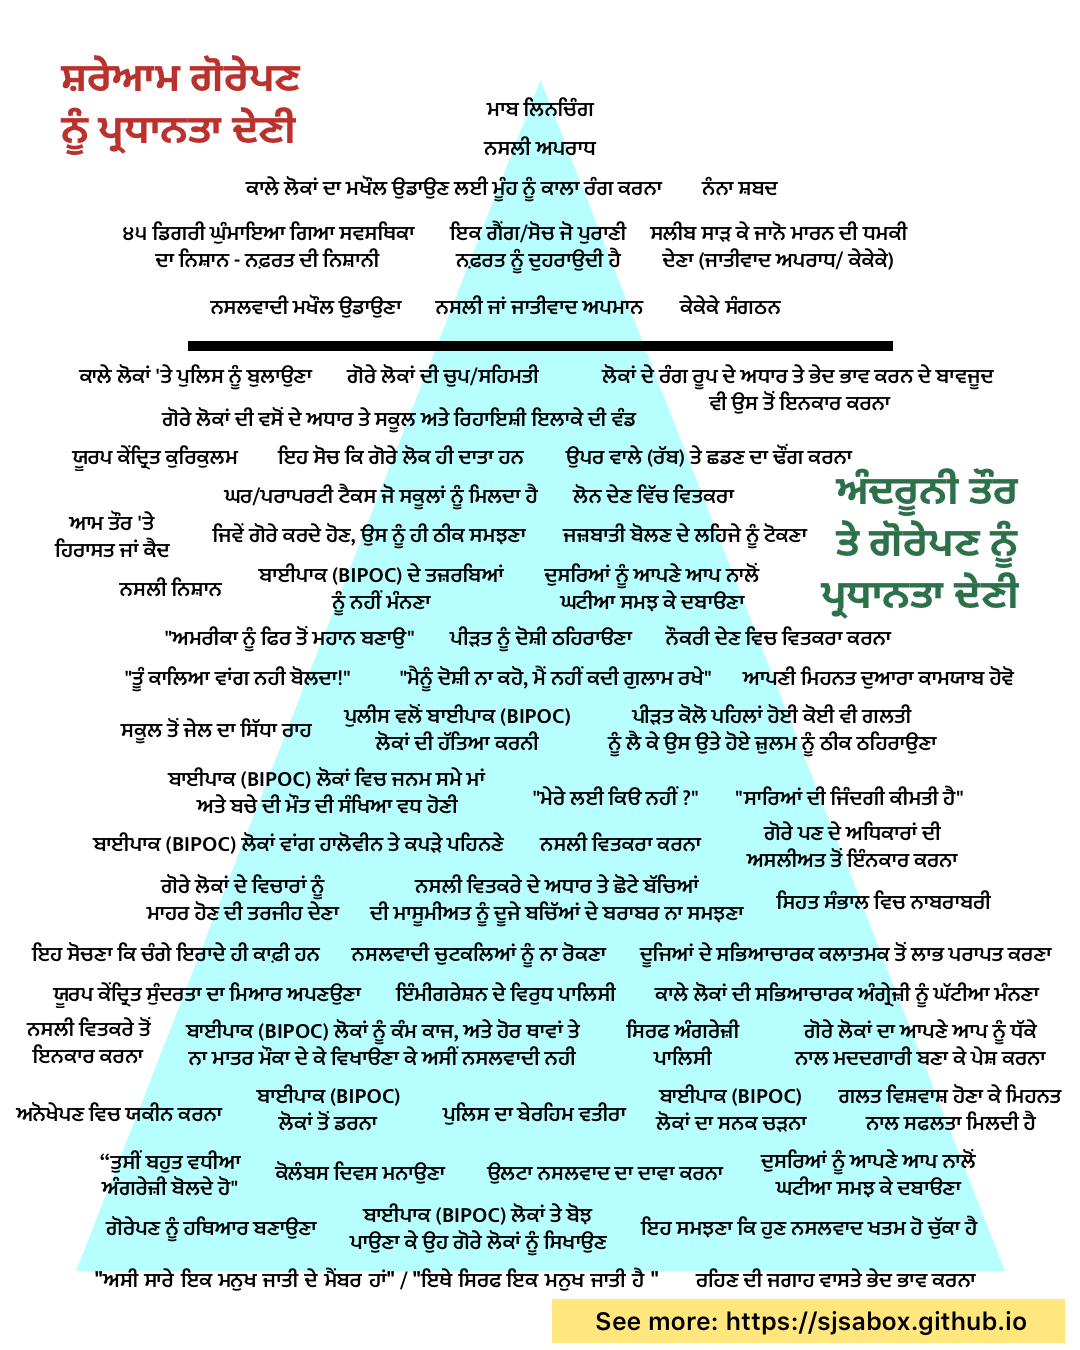 ਸ਼ਰੇਆਮ ਗੋਰੇਪਣ
ਨੂੰ ਪ੍ਰਧਾਨਤਾ ਦੇਣੀ
ਮਾਬ ਲਿਨਚਿੰਗ
ਨਸਲੀ ਅਪਰਾਧ
ਕਾਲੇ ਲੋਕਾਂ ਦਾ ਮਖੌਲ ਉਡਾਉਣ ਲਈ ਮੂੰਹ ਨੂੰ ਕਾਲਾ ਰੰਗ ਕਰਨਾ
ਨੰਨਾ ਸ਼ਬਦ
੪੫ ਡਿਗਰੀ ਘੁੰਮਾਇਆ ਗਿਆ ਸਵਸਥਿਕਾ
ਦਾ ਨਿਸ਼ਾਨ - ਨਫ਼ਰਤ ਦੀ ਨਿਸ਼ਾਨੀ
ਇਕ ਗੈਂਗ/ਸੋਚ ਜੋ ਪੁਰਾਣੀ
ਨਫ਼ਰਤ ਨੂੰ ਦੁਹਰਾਉਦੀ ਹੈ
ਸਲੀਬ ਸਾੜ ਕੇ ਜਾਨੋ ਮਾਰਨ ਦੀ ਧਮਕੀ
ਦੇਣਾ (ਜਾਤੀਵਾਦ ਅਪਰਾਧ/ ਕੇਕੇਕੇ)
ਨਸਲਵਾਦੀ ਮਖੌਲ ਉਡਾਉਣਾ
ਨਸਲੀ ਜਾਂ ਜਾਤੀਵਾਦ ਅਪਮਾਨ
ਕੇਕੇਕੇ ਸੰਗਠਨ
ਕਾਲੇ ਲੋਕਾਂ 'ਤੇ ਪੁਲਿਸ ਨੂੰ ਬੁਲਾਉਣਾ
ਗੋਰੇ ਲੋਕਾਂ ਦੀ ਚੁਪ/ਸਹਿਮਤੀ
ਲੋਕਾਂ ਦੇ ਰੰਗ ਰੂਪ ਦੇ ਅਧਾਰ ਤੇ ਭੇਦ ਭਾਵ ਕਰਨ ਦੇ ਬਾਵਜੂਦ
ਵੀ ਉਸ ਤੋਂ ਇਨਕਾਰ ਕਰਨਾ
ਗੋਰੇ ਲੋਕਾਂ ਦੀ ਵਸੋਂ ਦੇ ਅਧਾਰ ਤੇ ਸਕੂਲ ਅਤੇ ਰਿਹਾਇਸ਼ੀ ਇਲਾਕੇ ਦੀ ਵੰਡ
ਯੂਰਪ ਕੇਂਦ੍ਰਿਤ ਕੁਰਿਕੁਲਮ
ਇਹ ਸੋਚ ਕਿ ਗੋਰੇ ਲੋਕ ਹੀ ਦਾਤਾ ਹਨ
ਉਪਰ ਵਾਲੇ (ਰੱਬ) ਤੇ ਛਡਣ ਦਾ ਢੌਂਗ ਕਰਨਾ
ਅੰਦਰੂਨੀ ਤੌਰ
ਤੇ ਗੋਰੇਪਣ ਨੂੰ
ਪ੍ਰਧਾਨਤਾ ਦੇਣੀ
ਘਰ/ਪਰਾਪਰਟੀ ਟੈਕਸ ਜੋ ਸਕੂਲਾਂ ਨੂੰ ਮਿਲਦਾ ਹੈ
ਲੋਨ ਦੇਣ ਵਿੱਚ ਵਿਤਕਰਾ
ਆਮ ਤੌਰ 'ਤੇ
ਹਿਰਾਸਤ ਜਾਂ ਕੈਦ
ਜਿਵੇਂ ਗੋਰੇ ਕਰਦੇ ਹੋਣ, ਉਸ ਨੂੰ ਹੀ ਠੀਕ ਸਮਝਣਾ
ਜਜ਼ਬਾਤੀ ਬੋਲਣ ਦੇ ਲਹਿਜੇ ਨੂੰ ਟੋਕਣਾ
ਨਸਲੀ ਨਿਸ਼ਾਨ
ਬਾਈਪਾਕ (BIPOC) ਦੇ ਤਜ਼ਰਬਿਆਂ
ਨੂੰ ਨਹੀਂ ਮੰਨਣਾ
ਦੁਸਰਿਆਂ ਨੂੰ ਆਪਣੇ ਆਪ ਨਾਲੋਂ
ਘਟੀਆ ਸਮਝ ਕੇ ਦਬਾੳਣਾ
"ਅਮਰੀਕਾ ਨੂੰ ਫਿਰ ਤੋਂ ਮਹਾਨ ਬਣਾਉ"
ਪੀੜਤ ਨੂੰ ਦੋਸ਼ੀ ਠਹਿਰਾੳਣਾ
ਨੌਕਰੀ ਦੇਣ ਵਿਚ ਵਿਤਕਰਾ ਕਰਨਾ
"ਤੂੰ ਕਾਲਿਆ ਵਾਂਗ ਨਹੀ ਬੋਲਦਾ!"
"ਮੈਨੂੰ ਦੋਸ਼ੀ ਨਾ ਕਹੋ, ਮੈਂ ਨਹੀਂ ਕਦੀ ਗੁਲਾਮ ਰਖੇ"
ਆਪਣੀ ਮਿਹਨਤ ਦੁਆਰਾ ਕਾਮਯਾਬ ਹੋਵੋ
ਸਕੂਲ ਤੋਂ ਜੇਲ ਦਾ ਸਿੱਧਾ ਰਾਹ
ਪੁਲੀਸ ਵਲੋਂ ਬਾਈਪਾਕ (BIPOC)
ਲੋਕਾਂ ਦੀ ਹੱਤਿਆ ਕਰਨੀ
ਪੀੜਤ ਕੋਲੋ ਪਹਿਲਾਂ ਹੋਈ ਕੋਈ ਵੀ ਗਲਤੀ
ਨੂੰ ਲੈ ਕੇ ਉਸ ਉਤੇ ਹੋਏ ਜ਼ੁਲਮ ਨੂੰ ਠੀਕ ਠਹਿਰਾਉਣਾ
ਬਾਈਪਾਕ (BIPOC) ਲੋਕਾਂ ਵਿਚ ਜਨਮ ਸਮੇ ਮਾਂ
ਅਤੇ ਬਚੇ ਦੀ ਮੌਤ ਦੀ ਸੰਖਿਆ ਵਧ ਹੋਣੀ
"ਮੇਰੇ ਲਈ ਕਿੳ ਨਹੀਂ ?"
"ਸਾਰਿਆਂ ਦੀ ਜਿੰਦਗੀ ਕੀਮਤੀ ਹੈ"
ਬਾਈਪਾਕ (BIPOC) ਲੋਕਾਂ ਵਾਂਗ ਹਾਲੋਵੀਨ ਤੇ ਕਪੜੇ ਪਹਿਨਣੇ
ਨਸਲੀ ਵਿਤਕਰਾ ਕਰਨਾ
ਗੋਰੇ ਪਣ ਦੇ ਅਧਿਕਾਰਾਂ ਦੀ
ਅਸਲੀਅਤ ਤੋਂ ਇੰਨਕਾਰ ਕਰਨਾ
ਗੋਰੇ ਲੋਕਾਂ ਦੇ ਵਿਚਾਰਾਂ ਨੂੰ
ਮਾਹਰ ਹੋਣ ਦੀ ਤਰਜੀਹ ਦੇਣਾ
ਨਸਲੀ ਵਿਤਕਰੇ ਦੇ ਅਧਾਰ ਤੇ ਛੋਟੇ ਬੱਚਿਆਂ
ਦੀ ਮਾਸੂਮੀਅਤ ਨੂੰ ਦੂਜੇ ਬਚਿੱਆਂ ਦੇ ਬਰਾਬਰ ਨਾ ਸਮਝਣਾ
ਸਿਹਤ ਸੰਭਾਲ ਵਿਚ ਨਾਬਰਾਬਰੀ
ਇਹ ਸੋਚਣਾ ਕਿ ਚੰਗੇ ਇਰਾਦੇ ਹੀ ਕਾਫ਼ੀ ਹਨ
ਨਸਲਵਾਦੀ ਚੁਟਕਲਿਆਂ ਨੂੰ ਨਾ ਰੋਕਣਾ
ਦੂਜਿਆਂ ਦੇ ਸਭਿਆਚਾਰਕ ਕਲਾਤਮਕ ਤੋਂ ਲਾਭ ਪਰਾਪਤ ਕਰਣਾ
ਯੂਰਪ ਕੇਂਦ੍ਰਿਤ ਸੁੰਦਰਤਾ ਦਾ ਮਿਆਰ ਅਪਣਉਣਾ
ਇੰਮੀਗਰੇਸ਼ਨ ਦੇ ਵਿਰੁਧ ਪਾਲਿਸੀ
ਕਾਲੇ ਲੋਕਾਂ ਦੀ ਸਭਿਆਚਾਰਕ ਅੰਗ੍ਰੇਜ਼ੀ ਨੂੰ ਘੱਟੀਆ ਮੰਨਣਾ
ਨਸਲੀ ਵਿਤਕਰੇ ਤੋਂ
ਇਨਕਾਰ ਕਰਨਾ
ਬਾਈਪਾਕ (BIPOC) ਲੋਕਾਂ ਨੂੰ ਕੰਮ ਕਾਜ, ਅਤੇ ਹੋਰ ਥਾਵਾਂ ਤੇ
ਨਾ ਮਾਤਰ ਮੌਕਾ ਦੇ ਕੇ ਵਿਖਾੳਣਾ ਕੇ ਅਸੀਂ ਨਸਲਵਾਦੀ ਨਹੀ
ਸਿਰਫ ਅੰਗਰੇਜ਼ੀ
ਪਾਲਿਸੀ
ਗੋਰੇ ਲੋਕਾਂ ਦਾ ਆਪਣੇ ਆਪ ਨੂੰ ਧੱਕੇ
ਨਾਲ ਮਦਦਗਾਰੀ ਬਣਾ ਕੇ ਪੇਸ਼ ਕਰਨਾ
ਅਨੋਖੇਪਣ ਵਿਚ ਯਕੀਨ ਕਰਨਾ
ਬਾਈਪਾਕ (BIPOC)
ਲੋਕਾਂ ਤੋਂ ਡਰਨਾ
ਪੁਲਿਸ ਦਾ ਬੇਰਹਿਮ ਵਤੀਰਾ
ਬਾਈਪਾਕ (BIPOC)
ਲੋਕਾਂ ਦਾ ਸਨਕ ਚੜਨਾ
ਗਲਤ ਵਿਸ਼ਵਾਸ਼ ਹੋਣਾ ਕੇ ਮਿਹਨਤ
ਨਾਲ ਸਫਲਤਾ ਮਿਲਦੀ ਹੈ
“ਤੁਸੀਂ ਬਹੁਤ ਵਧੀਆ
ਅੰਗਰੇਜ਼ੀ ਬੋਲਦੇ ਹੋ"
ਕੋਲੰਬਸ ਦਿਵਸ ਮਨਾਉਣਾ
ਉਲਟਾ ਨਸਲਵਾਦ ਦਾ ਦਾਵਾ ਕਰਨਾ
ਦੁਸਰਿਆਂ ਨੂੰ ਆਪਣੇ ਆਪ ਨਾਲੋਂ
ਘਟੀਆ ਸਮਝ ਕੇ ਦਬਾੳਣਾ
ਗੋਰੇਪਣ ਨੂੰ ਹਥਿਆਰ ਬਣਾਉਣਾ
ਬਾਈਪਾਕ (BIPOC) ਲੋਕਾਂ ਤੇ ਬੋਝ
ਪਾਉਣਾ ਕੇ ਉਹ ਗੋਰੇ ਲੋਕਾਂ ਨੂੰ ਸਿਖਾਉਣ
ਇਹ ਸਮਝਣਾ ਕਿ ਹੁਣ ਨਸਲਵਾਦ ਖਤਮ ਹੋ ਚੁੱਕਾ ਹੈ
"ਅਸੀ ਸਾਰੇ ਇਕ ਮਨੁਖ ਜਾਤੀ ਦੇ ਮੈਂਬਰ ਹਾਂ" / "ਇਥੇ ਸਿਰਫ ਇਕ ਮਨੁਖ ਜਾਤੀ ਹੈ "
ਰਹਿਣ ਦੀ ਜਗਾਹ ਵਾਸਤੇ ਭੇਦ ਭਾਵ ਕਰਨਾ
See more: https://sjsabox.github.io